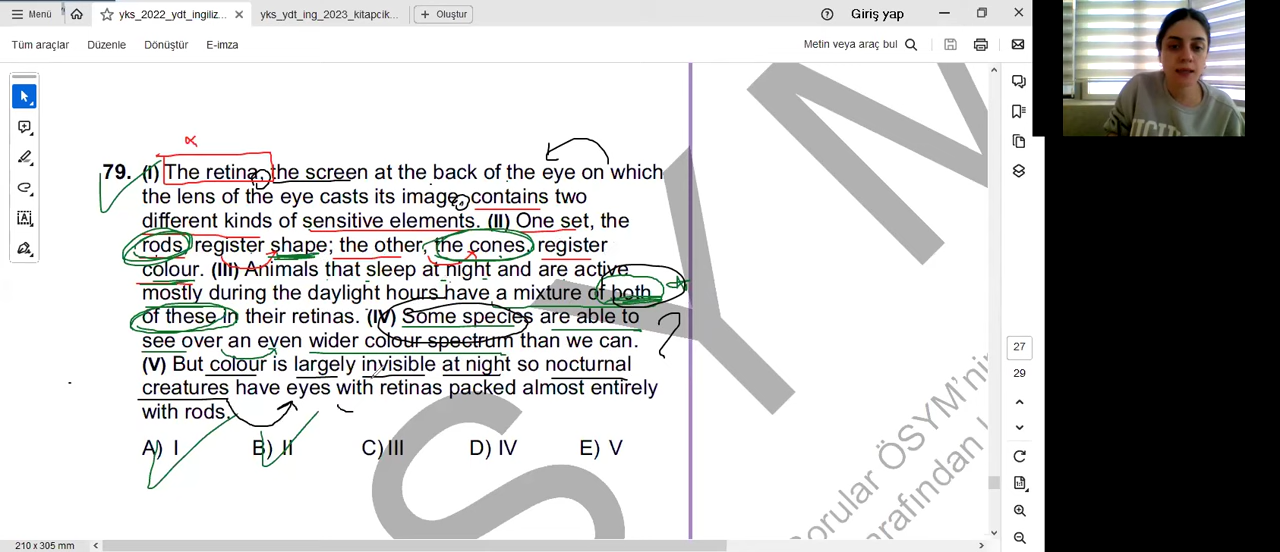 Menü
yks_2022_ydt_ingiliz...
yks_ydt_ing_2023_kitapcik...
+ Oluştur
Giriş yap
Tüm araçlar
Düzenle
Dönüştür
E-imza
Metin veya araç bul
79. (I) The retina, the screen at the back of the eye on which
the lens of the eye casts its image, contains two
different kinds of sensitive elements. (II) One set, the
rods register shape; the other, the cones, register
colour. (III) Animals that sleep at night and are active
mostly during the daylight hours have a mixture of both
of these in their retinas. (IV) Some species are able to
see over an even wider colour spectrum than we can.
(V) But colour is largely invisible at night so nocturnal
creatures have eyes with retinas packed almost entirely
with rods.
A) I
B) II
C) III
D) IV
E) V
ÖSYM
27
29
210 x 305 mm